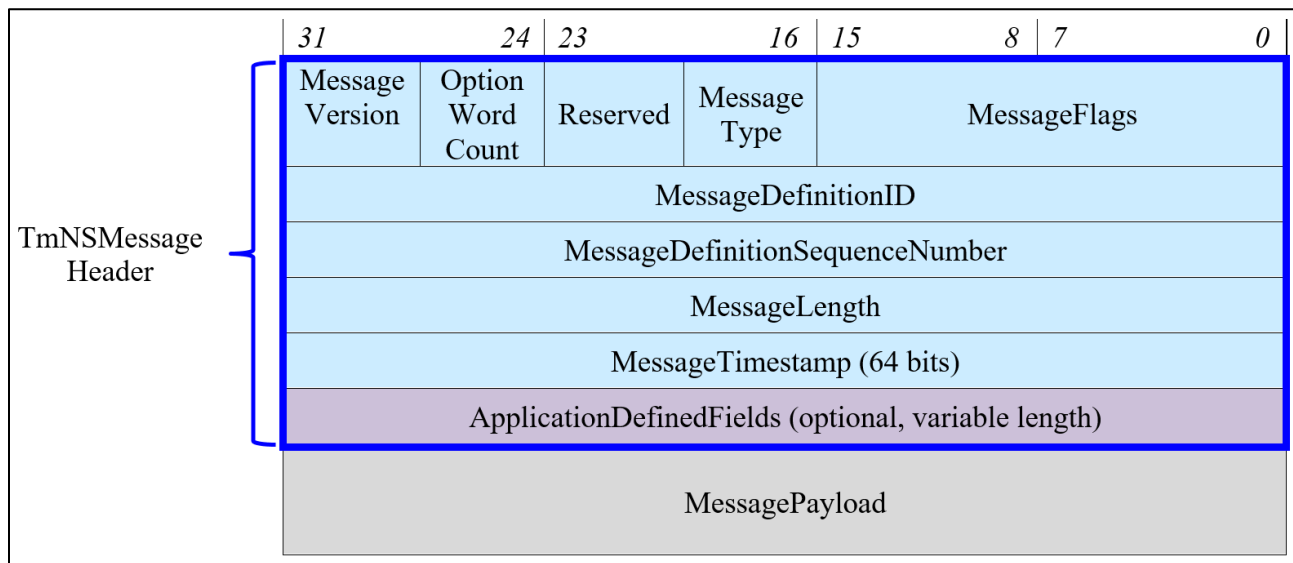 31 24 23 16 15 8 7 0
Message Version
Option Word Count
Reserved
Message Type
MessageFlags
MessageDefinitionID
MessageDefinitionSequenceNumber
MessageLength
TmNSMessage Header
MessageTimestamp (64 bits)
ApplicationDefinedFields (optional, variable length)
MessagePayload